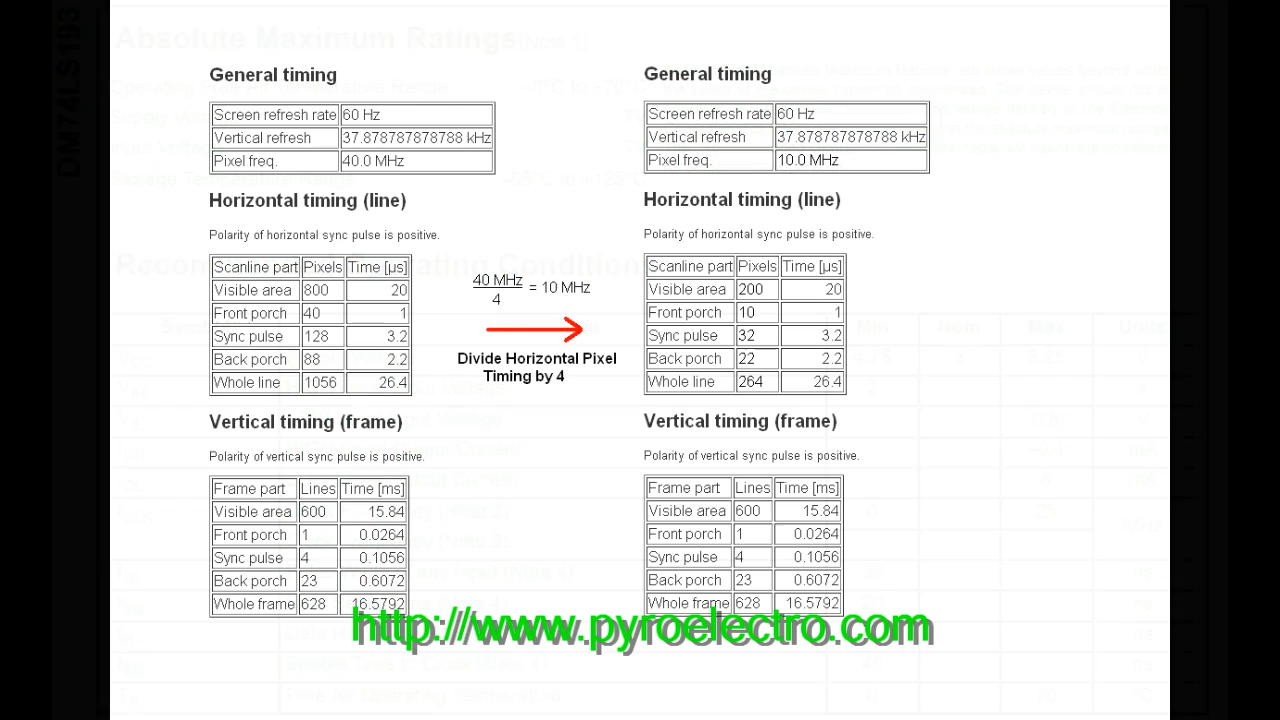 DM74LS193
Absolute Maximum Ratings(Note 1)
General timing
Screen refresh rate 60 Hz
Vertical refresh 37.878787878788 kHz
Pixel freq. 40.0 MHz
Horizontal timing (line)
Polarity of horizontal sync pulse is positive.
Scanline part Pixels Time [µs]
Visible area 800 20
Front porch 40 1
Sync pulse 128 3.2
Back porch 88 2.2
Whole line 1056 26.4
Vertical timing (frame)
Polarity of vertical sync pulse is positive.
Frame part Lines Time [ms]
Visible area 600 15.84
Front porch 1 0.0264
Sync pulse 4 0.1056
Back porch 23 0.6072
Whole frame 628 16.5792
40 MHz
4
= 10 MHz
Divide Horizontal Pixel
Timing by 4
General timing
Screen refresh rate 60 Hz
Vertical refresh 37.878787878788 kHz
Pixel freq. 10.0 MHz
Horizontal timing (line)
Polarity of horizontal sync pulse is positive.
Scanline part Pixels Time [µs]
Visible area 200 20
Front porch 10 1
Sync pulse 32 3.2
Back porch 22 2.2
Whole line 264 26.4
Vertical timing (frame)
Polarity of vertical sync pulse is positive.
Frame part Lines Time [ms]
Visible area 600 15.84
Front porch 1 0.0264
Sync pulse 4 0.1056
Back porch 23 0.6072
Whole frame 628 16.5792
http://www.pyroelectro.com